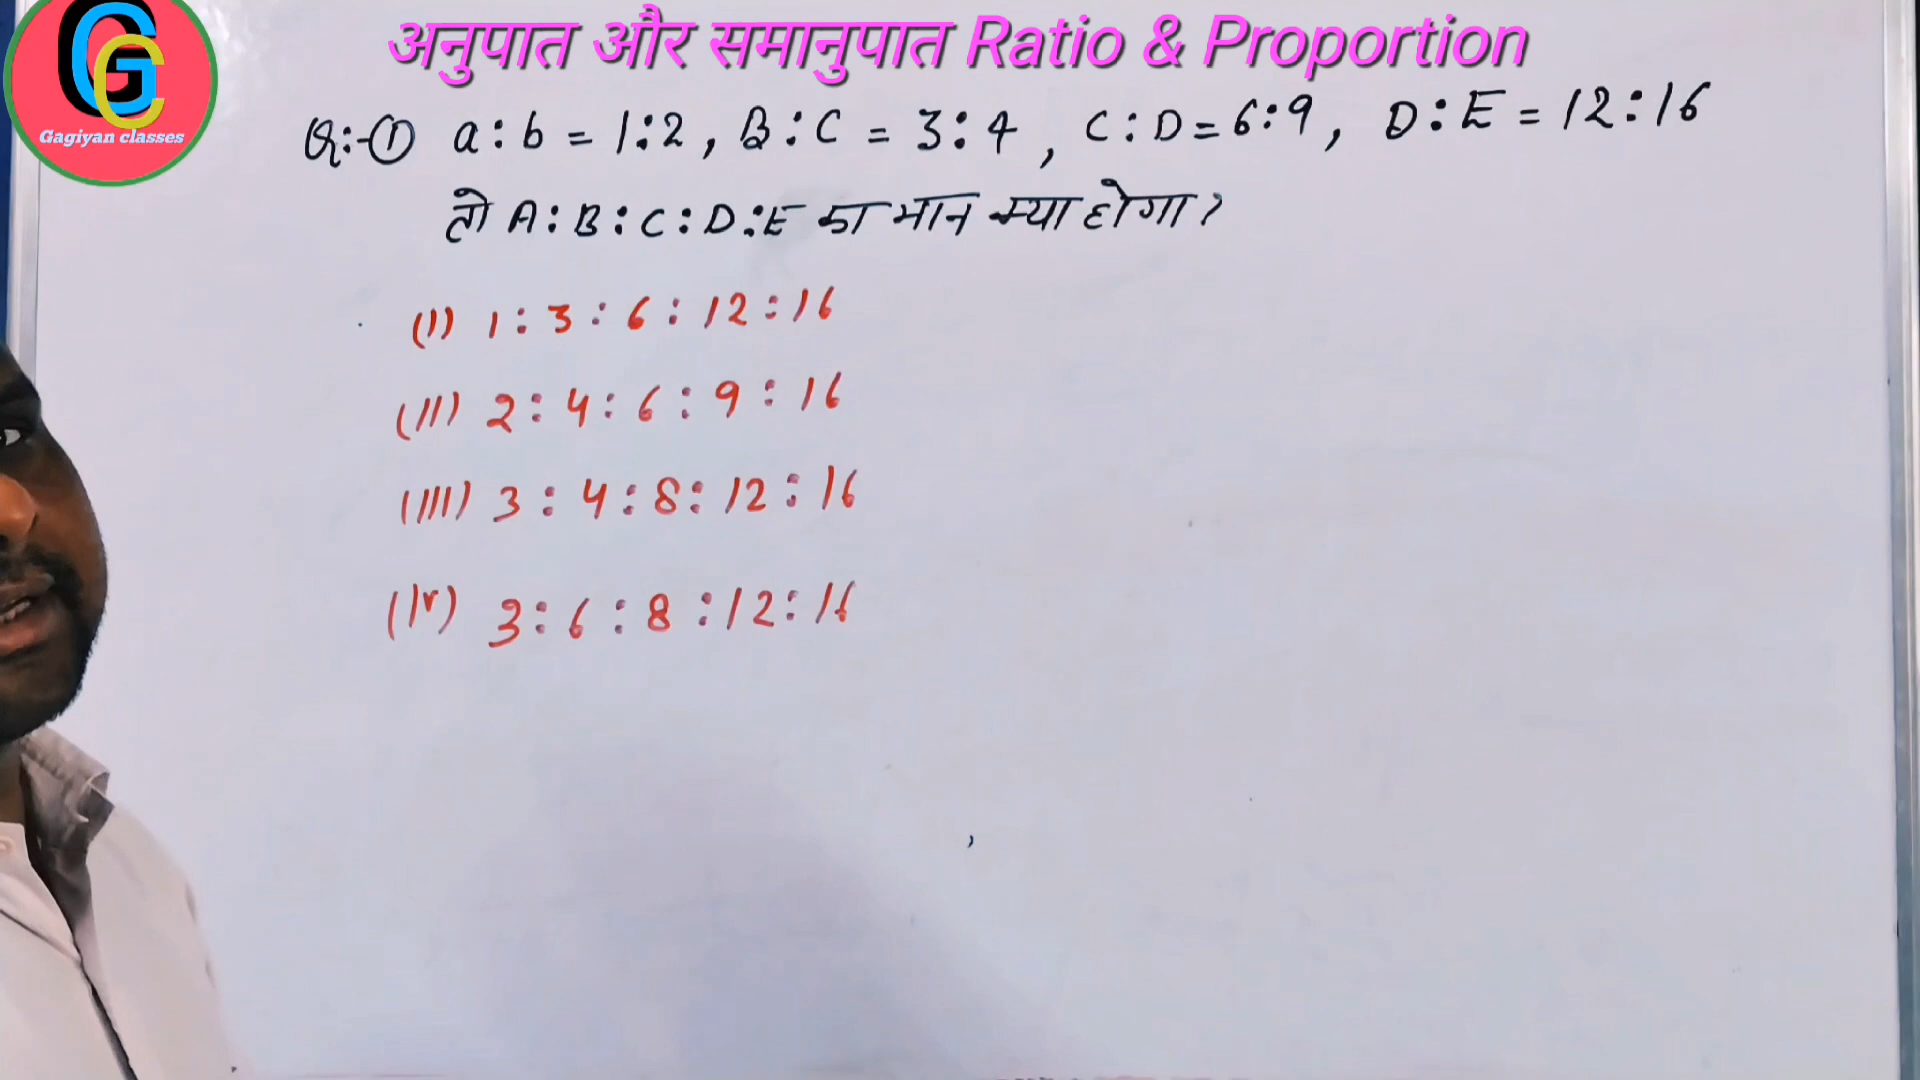 अनुपात और समानुपात Ratio & Proportion
GC
Gagiyan classes
Q:-① a:b = 1:2, B:C = 3:4, C:D = 6:9, D:E = 12:16
तो A:B:C:D:E का मान क्या होगा?
(I) 1:3:6:12:16
(II) 2:4:6:9:16
(III) 3:4:8:12:16
(IV) 3:6:8:12:16